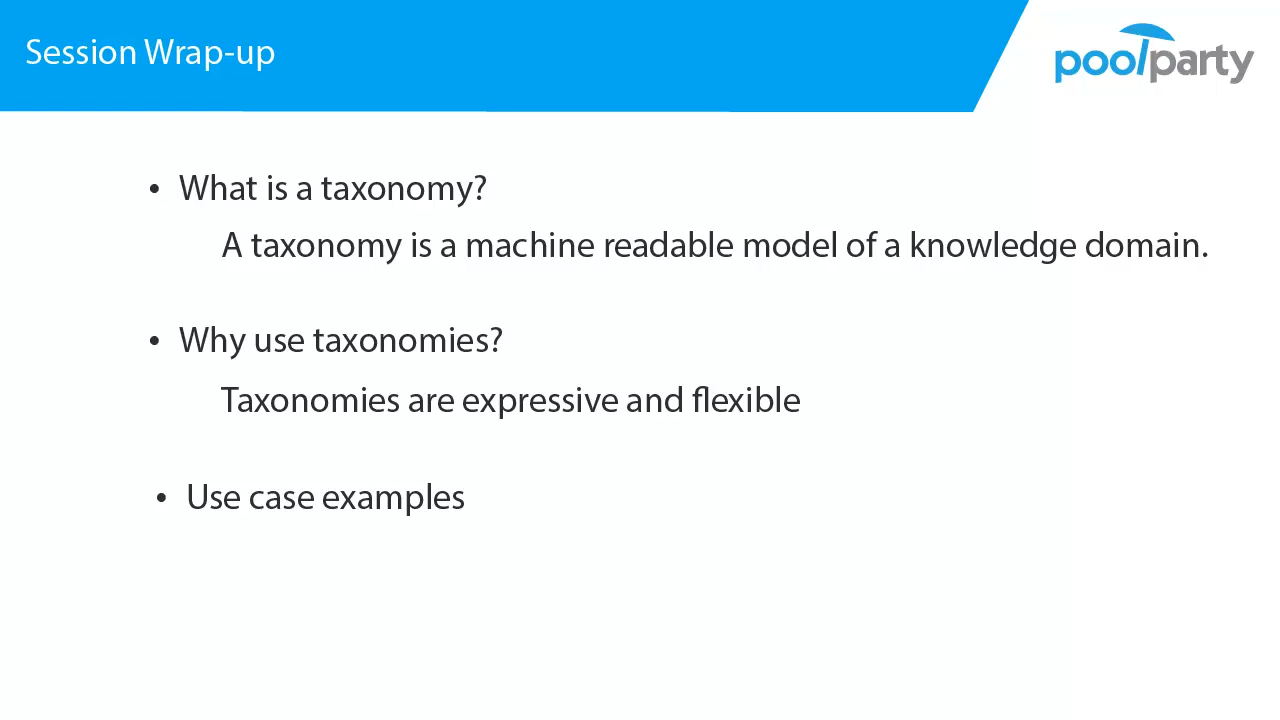 Session Wrap-up
poolparty
• What is a taxonomy?
A taxonomy is a machine readable model of a knowledge domain.
• Why use taxonomies?
Taxonomies are expressive and flexible
• Use case examples